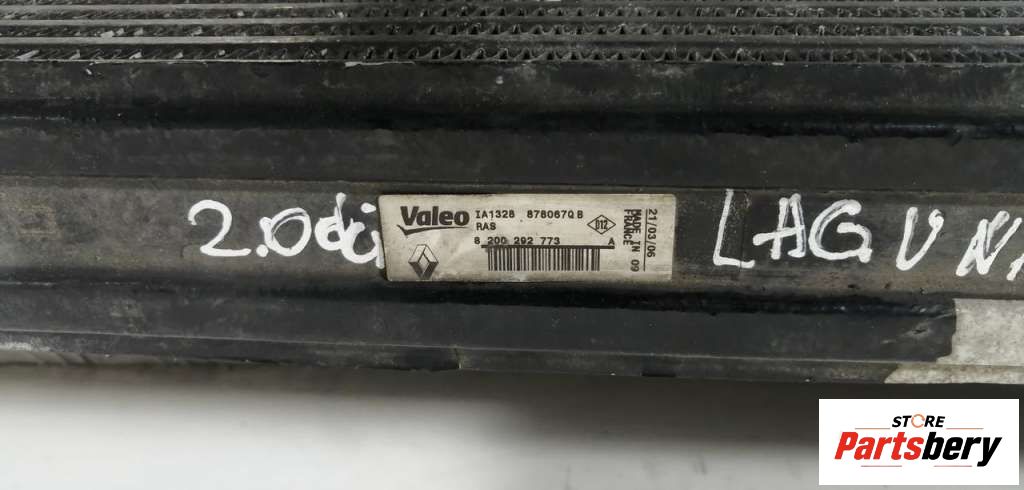 2.0dci
Valeo IA1328 878067Q B
RAS
8 200 292 773 A
D12
21/03/06
MADE IN 09
FRANCE
LAGUNA
STORE
Partsbery